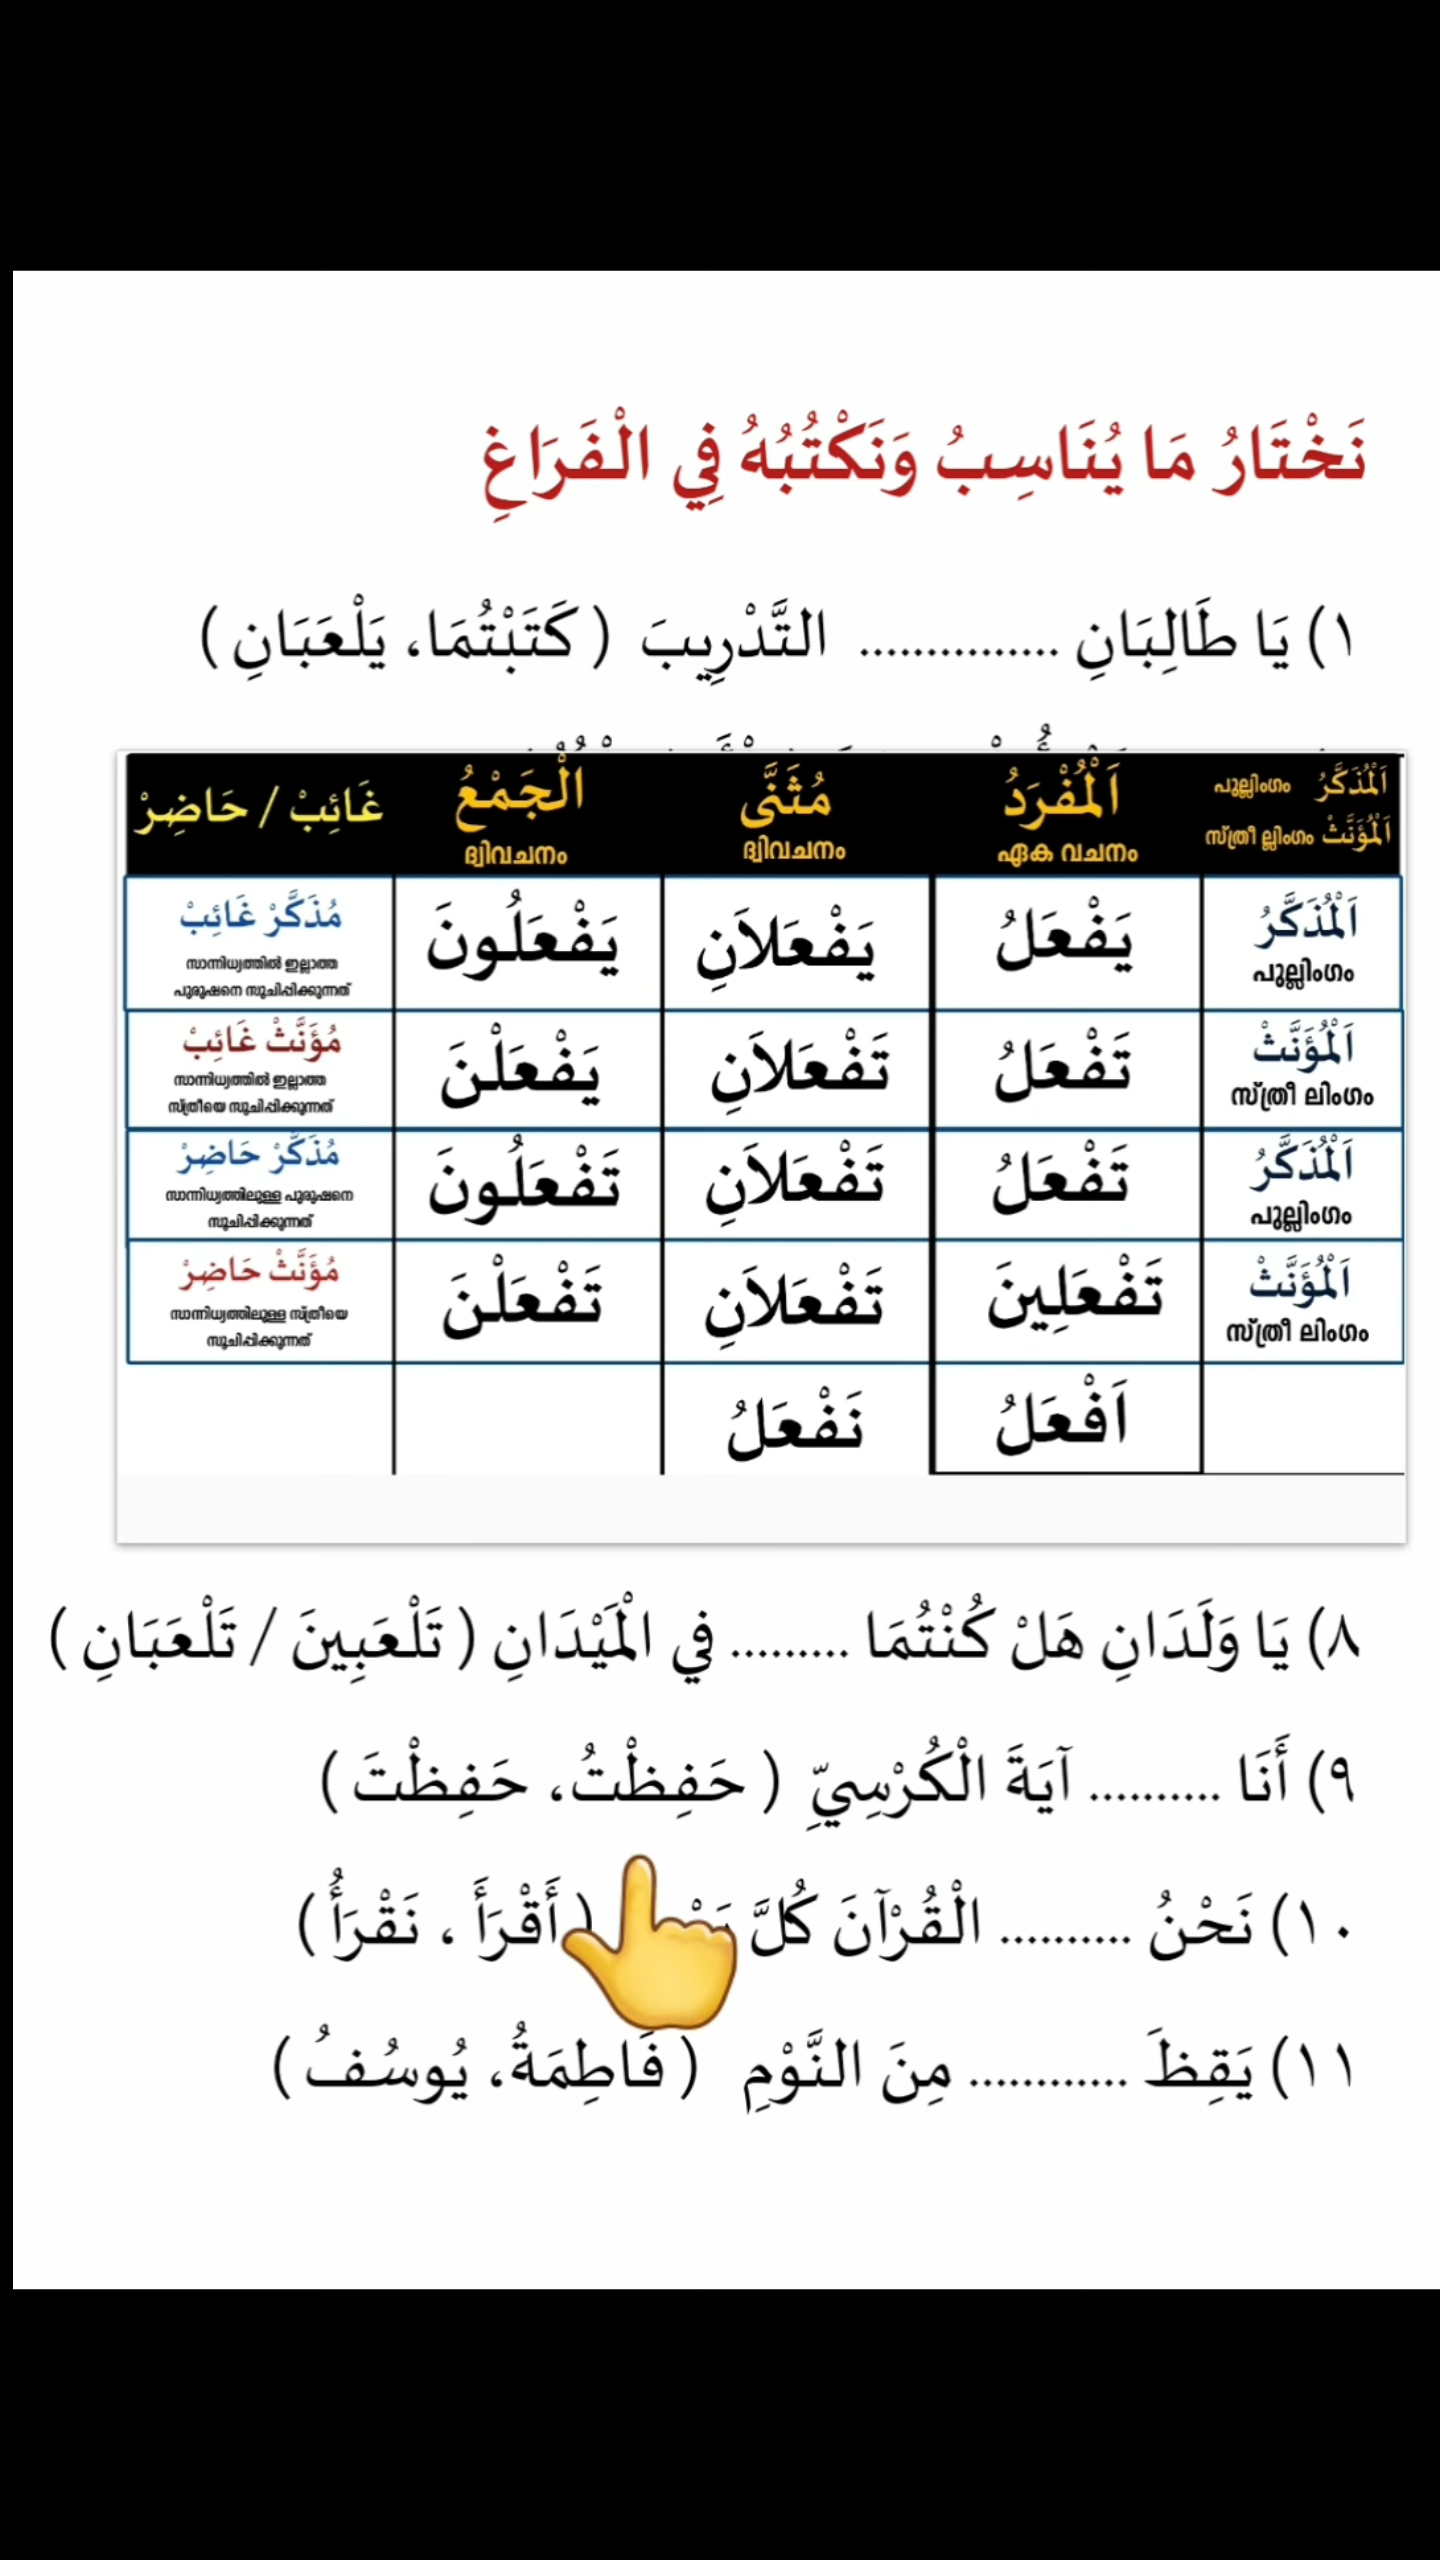 نَخْتَارُ مَا يُنَاسِبُ وَنَكْتُبُهُ فِي الْفَرَاغِ
١) يَا طَالِبَانِ ............... التَّدْرِيبَ ( كَتَبْتُمَا، يَلْعَبَانِ )
اَلْمُذَكَّرُ പുല്ലിംഗം
اَلْمُؤَنَّثْ സ്ത്രീ ല്ലിംഗം
اَلْمُفْرَدُ
ഏക വചനം
مُثَنَّى
ദ്വിവചനം
الْجَمْعُ
ദ്വിവചനം
غَائِبْ / حَاضِرْ
اَلْمُذَكَّرُ
പുല്ലിംഗം
يَفْعَلُ
يَفْعَلاَنِ
يَفْعَلُونَ
مُذَكَّرْ غَائِبْ
സാന്നിധ്യത്തിൽ ഇല്ലാത്ത
പുരുഷനെ സൂചിപ്പിക്കുന്നത്
اَلْمُؤَنَّثْ
സ്ത്രീ ലിംഗം
تَفْعَلُ
تَفْعَلاَنِ
يَفْعَلْنَ
مُؤَنَّثْ غَائِبْ
സാന്നിധ്യത്തിൽ ഇല്ലാത്ത
സ്ത്രീയെ സൂചിപ്പിക്കുന്നത്
اَلْمُذَكَّرُ
പുല്ലിംഗം
تَفْعَلُ
تَفْعَلاَنِ
تَفْعَلُونَ
مُذَكَّرْ حَاضِرْ
സാന്നിധ്യത്തിലുള്ള പുരുഷനെ
സൂചിപ്പിക്കുന്നത്
اَلْمُؤَنَّثْ
സ്ത്രീ ലിംഗം
تَفْعَلِينَ
تَفْعَلاَنِ
تَفْعَلْنَ
مُؤَنَّثْ حَاضِرْ
സാന്നിധ്യത്തിലുള്ള സ്ത്രീയെ
സൂചിപ്പിക്കുന്നത്
اَفْعَلُ
نَفْعَلُ
٨) يَا وَلَدَانِ هَلْ كُنْتُمَا ......... فِي الْمَيْدَانِ ( تَلْعَبِينَ / تَلْعَبَانِ )
٩) أَنَا .......... آيَةَ الْكُرْسِيِّ ( حَفِظْتُ، حَفِظْتَ )
١٠) نَحْنُ .......... الْقُرْآنَ كُلَّ ( أَقْرَأَ ، نَقْرَأُ )
١١) يَقِظَ ............ مِنَ النَّوْمِ ( فَاطِمَةُ، يُوسُفُ )